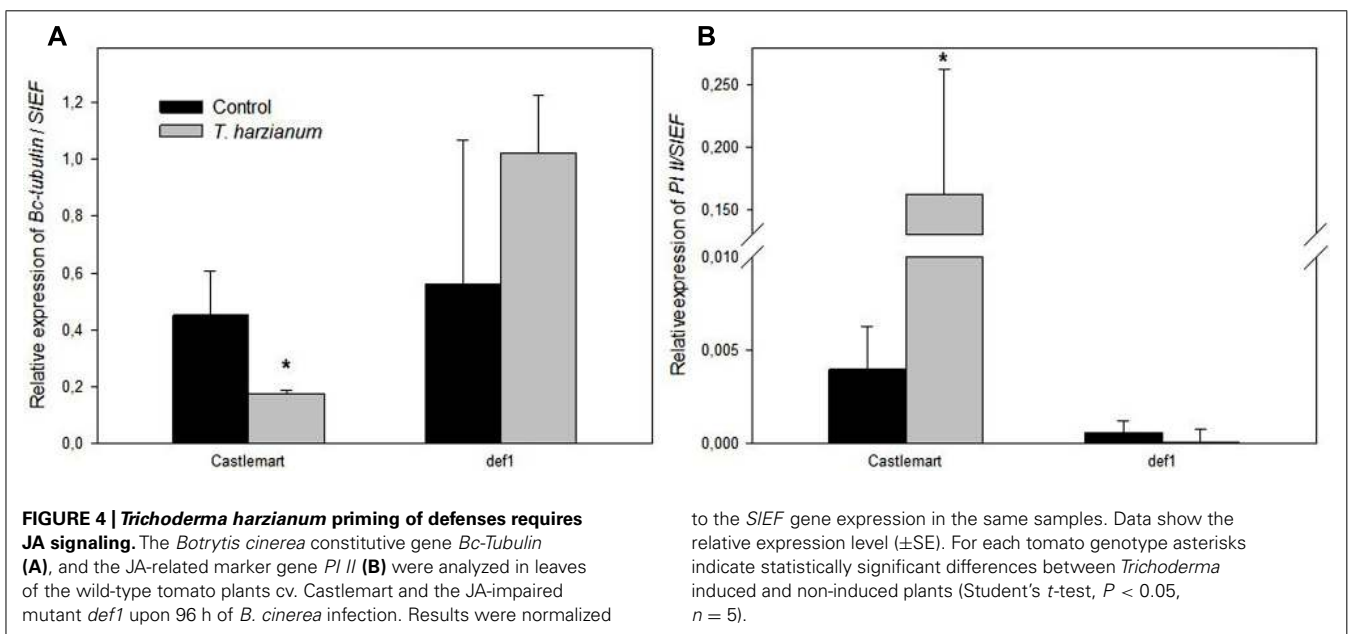 A
Relative expression of Bc-tubulin / SlEF
1,2
1,0
0,8
0,6
0,4
0,2
0,0
Control
T. harzianum
*
Castlemart
def1
B
Relative expression of PI II/SlEF
0,250
0,200
0,150
0,010
0,005
0,000
*
Castlemart
def1
FIGURE 4 | Trichoderma harzianum priming of defenses requires
JA signaling. The Botrytis cinerea constitutive gene Bc-Tubulin
(A), and the JA-related marker gene PI II (B) were analyzed in leaves
of the wild-type tomato plants cv. Castlemart and the JA-impaired
mutant def1 upon 96 h of B. cinerea infection. Results were normalized
to the SlEF gene expression in the same samples. Data show the
relative expression level (±SE). For each tomato genotype asterisks
indicate statistically significant differences between Trichoderma
induced and non-induced plants (Student's t-test, P < 0.05,
n = 5).